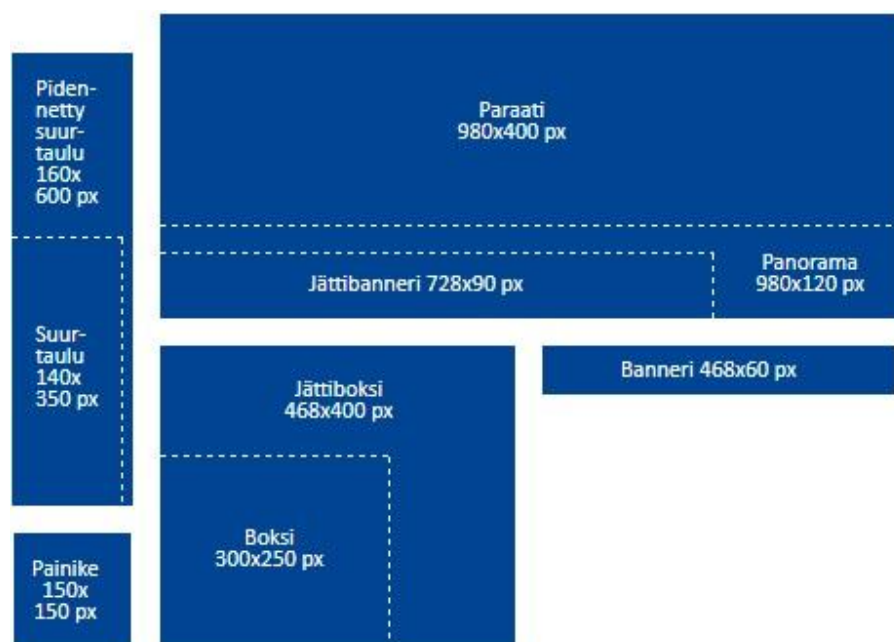 Piden-
netty
suur-
taulu
160x
600 px
Suur-
taulu
140x
350 px
Painike
150x
150 px
Paraati
980x400 px
Panorama
980x120 px
Jättibanneri 728x90 px
Jättiboksi
468x400 px
Boksi
300x250 px
Banneri 468x60 px